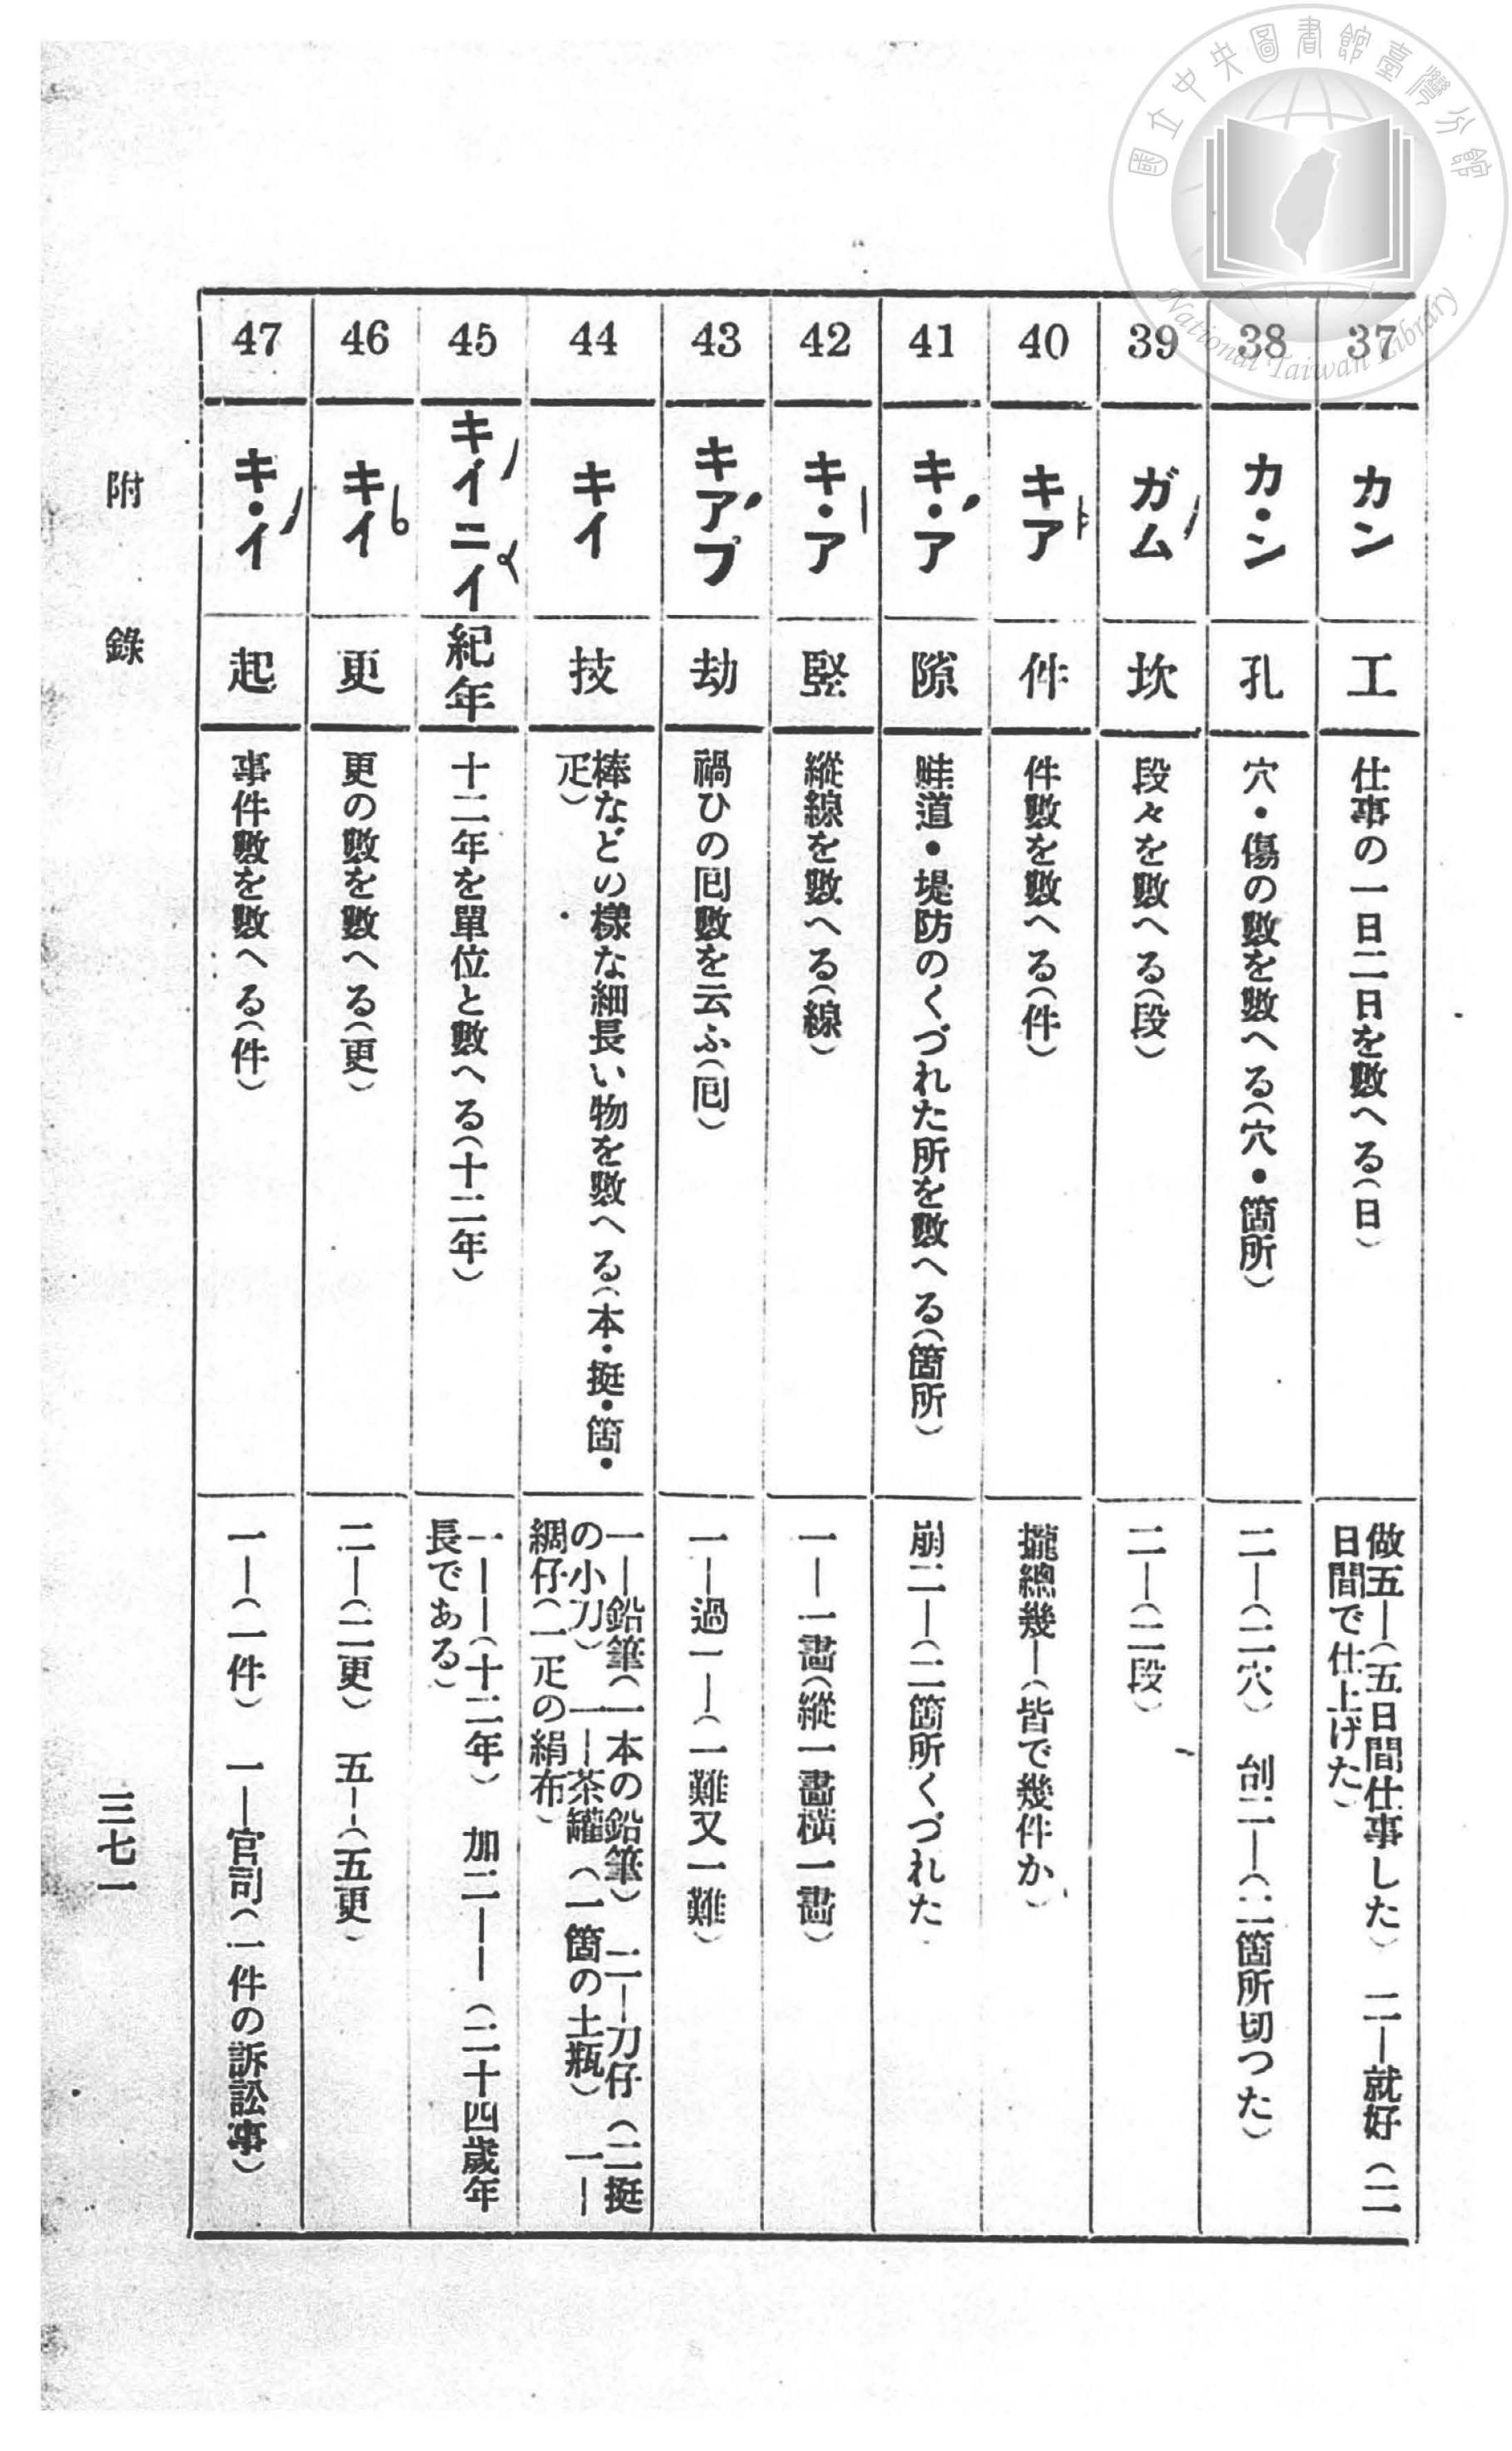 國立中央圖書館臺灣分館
National Taiwan Library
37
カン
工
仕事の一日二日を數へる(日)
做五―(五日間仕事した) 二―就好(二
日間で仕上げた)
38
カ・ン
孔
穴・傷の數を數へる(穴・箇所)
二―(二穴) 刣二―(二箇所切つた)
39
ガム
坎
段々を數へる(段)
二―(二段)
40
キア
件
件數を數へる(件)
攏總幾―(皆で幾件か)
41
キ・ア
隙
畦道・堤防のくづれた所を數へる(箇所)
崩二―(二箇所くづれた
42
キ・ア
竪
縱線を數へる(線)
一―一畵(縱一畵橫一畵)
43
キアプ
劫
禍ひの囘數を云ふ(囘)
一―過一―(一難又一難)
44
キイ
技
棒などの樣な細長い物を數へる(本・挺・箇・
疋)
一―鉛筆(一本の鉛筆) 二―刀仔(二挺
の小刀) 一―茶罐(一箇の土瓶) 一―
綢仔(一疋の絹布)
45
キイニイ
紀年
十二年を單位と數へる(十二年)
一――(十二年) 加二――(二十四歲年
長である)
46
キイ
更
更の數を數へる(更)
二―(二更) 五―(五更)
47
キ・イ
起
事件數を數へる(件)
一―(一件) 一―官司(一件の訴訟事)
附錄
三七一